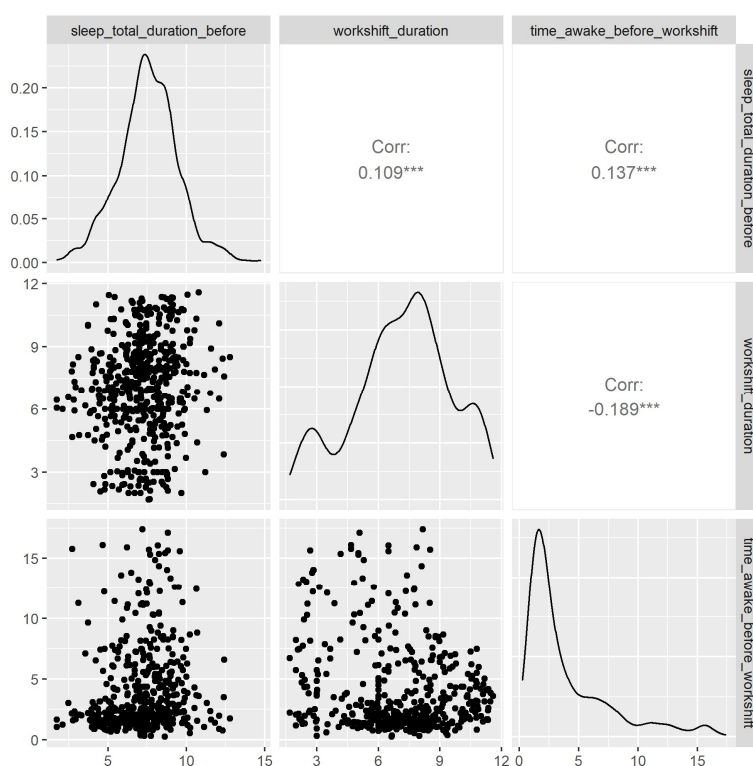 sleep_total_duration_before
workshift_duration
time_awake_before_workshift
0.20
0.15
0.10
0.05
0.00
Corr:
0.109***
Corr:
0.137***
sleep_total_duration_before
12
9
6
3
Corr:
-0.189***
workshift_duration
15
10
5
0
time_awake_before_workshift
5 10 15
3 6 9 12
0 5 10 15